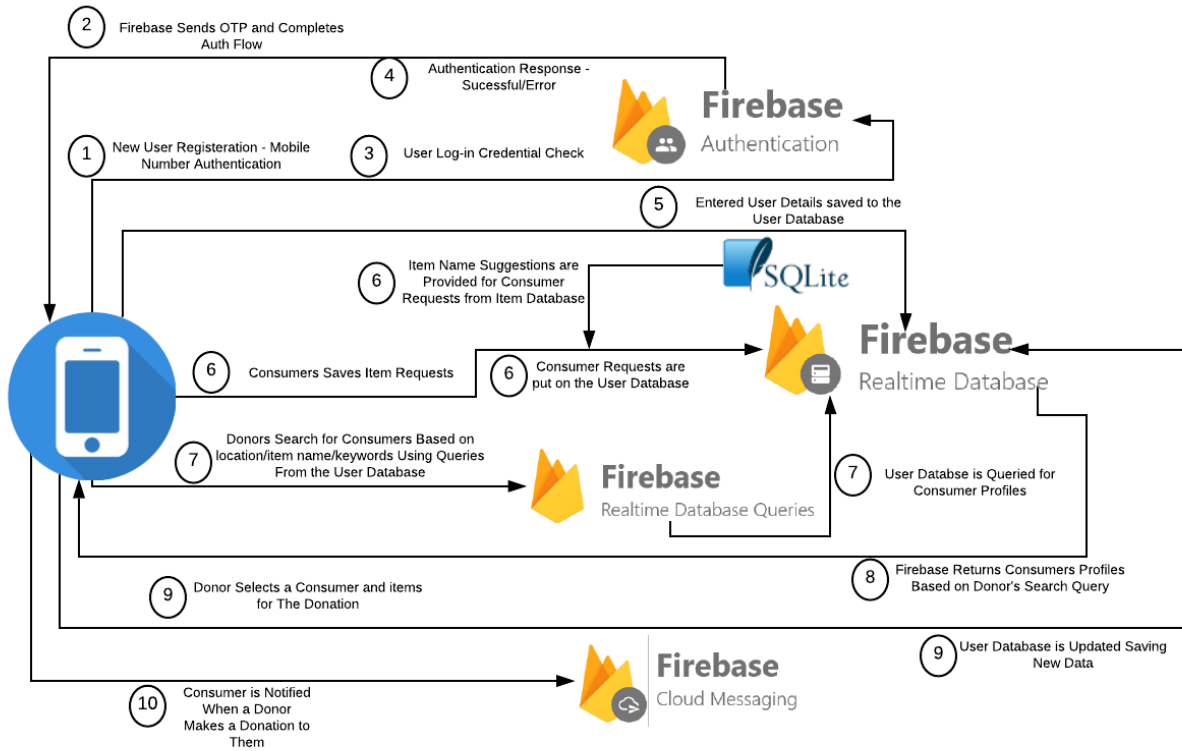 2
Firebase Sends OTP and Completes
Auth Flow
4
Authentication Response -
Sucessful/Error
Firebase
Authentication
1
New User Registeration - Mobile
Number Authentication
3
User Log-in Credential Check
5
Entered User Details saved to the
User Database
6
Item Name Suggestions are
Provided for Consumer
Requests from Item Database
SQLite
Firebase
Realtime Database
6
Consumers Saves Item Requests
6
Consumer Requests are
put on the User Database
7
Donors Search for Consumers Based on
location/item name/keywords Using Queries
From the User Database
Firebase
Realtime Database Queries
7
User Databse is Queried for
Consumer Profiles
8
Firebase Returns Consumers Profiles
Based on Donor's Search Query
9
Donor Selects a Consumer and items
for The Donation
9
User Database is Updated Saving
New Data
Firebase
Cloud Messaging
10
Consumer is Notified
When a Donor
Makes a Donation to
Them